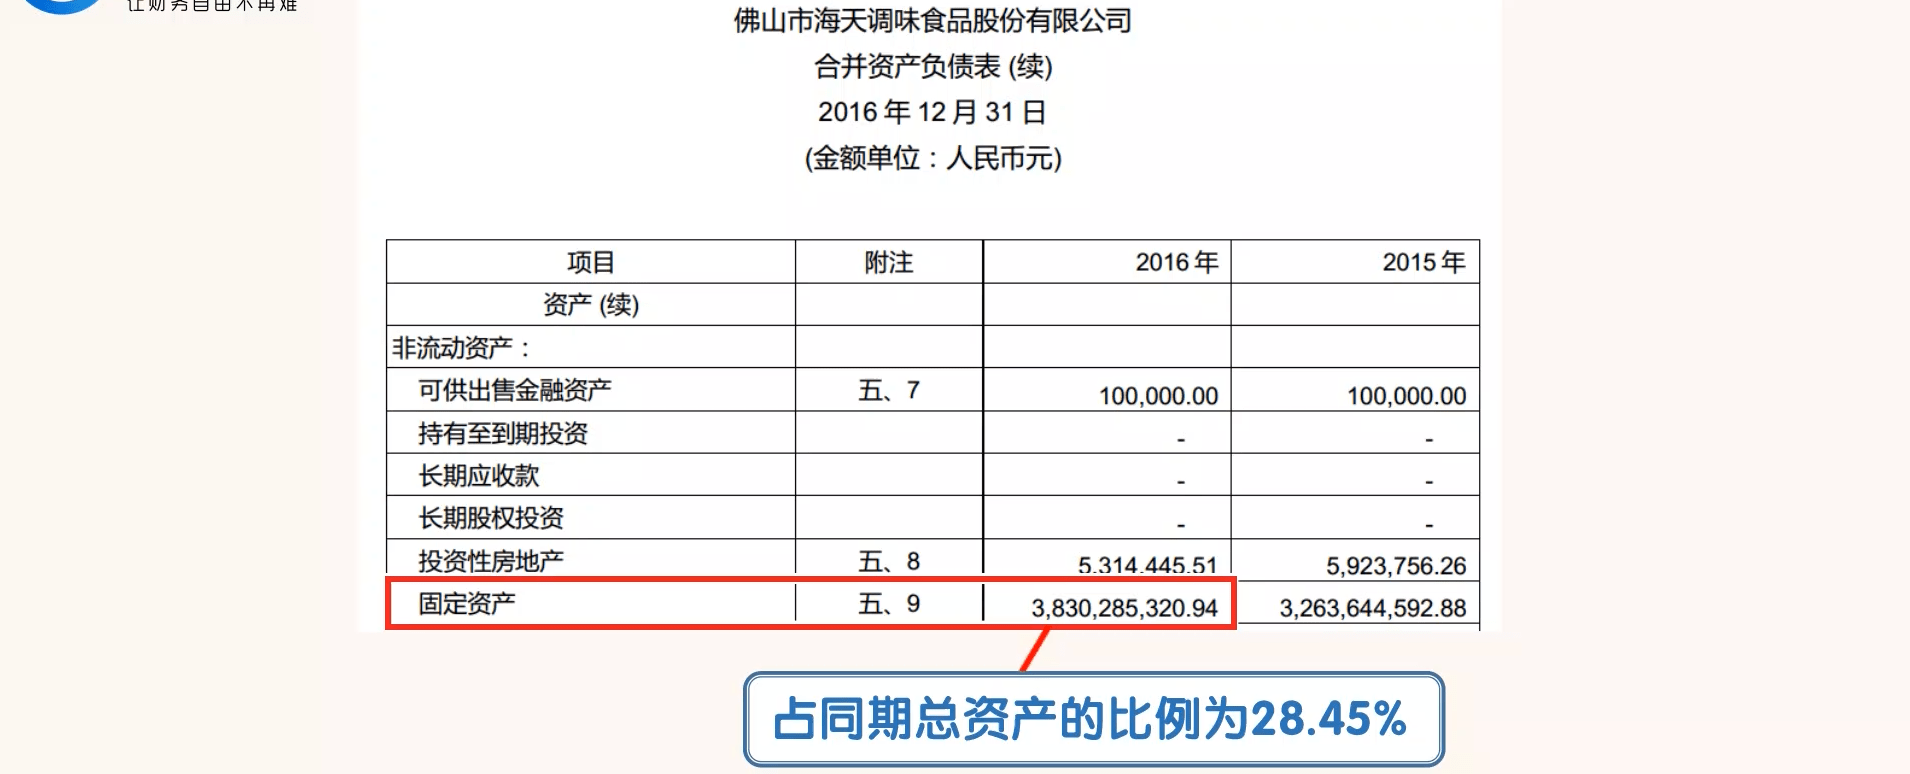 让财务自由不再难
佛山市海天调味食品股份有限公司
合并资产负债表 (续)
2016 年 12 月 31 日
(金额单位：人民币元)
项目 附注 2016 年 2015 年
资产 (续)
非流动资产：
可供出售金融资产 五、7 100,000.00 100,000.00
持有至到期投资 - -
长期应收款 - -
长期股权投资 - -
投资性房地产 五、8 5,314,445.51 5,923,756.26
固定资产 五、9 3,830,285,320.94 3,263,644,592.88
占同期总资产的比例为28.45%